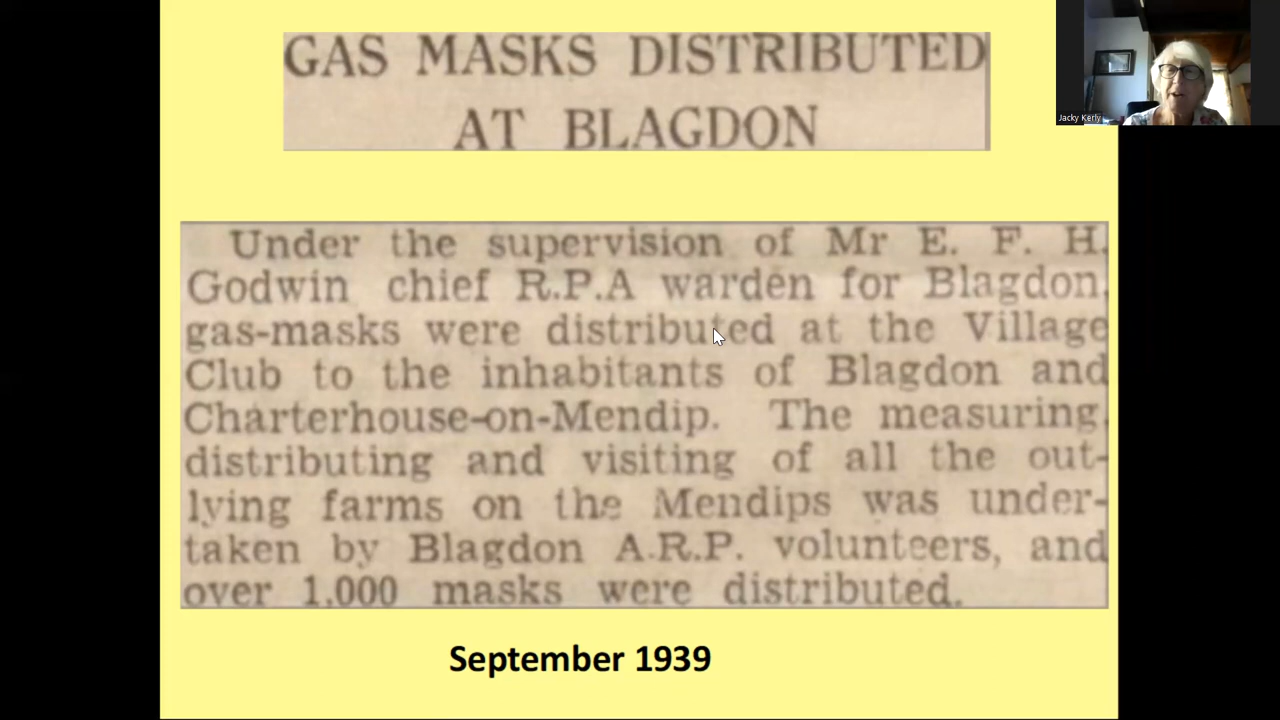 GAS MASKS DISTRIBUTED
AT BLAGDON
Jacky Kerly
Under the supervision of Mr E. F. H.
Godwin chief R.P.A warden for Blagdon,
gas-masks were distributed at the Village
Club to the inhabitants of Blagdon and
Charterhouse-on-Mendip. The measuring,
distributing and visiting of all the out-
lying farms on the Mendips was under-
taken by Blagdon A.R.P. volunteers, and
over 1,000 masks were distributed.
September 1939